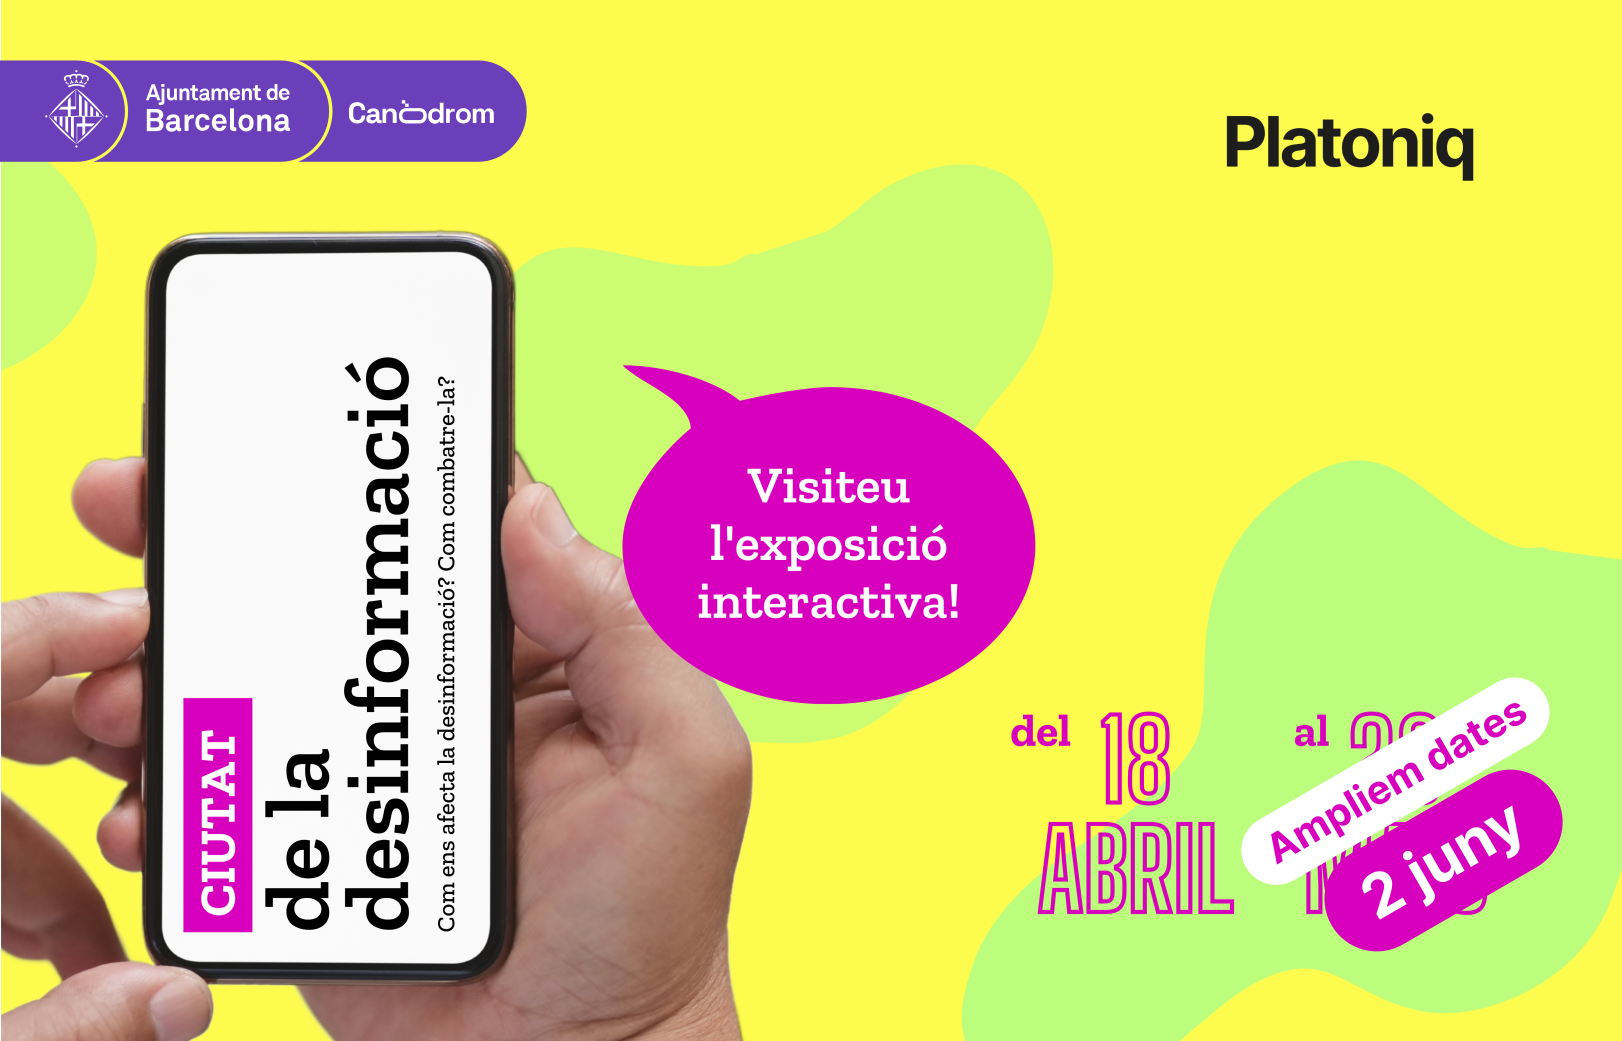 Ajuntament de
Barcelona
Canòdrom
Platoniq
CIUTAT
de la
desinformació
Com ens afecta la desinformació? Com combatre-la?
Visiteu
l'exposició
interactiva!
del 18
ABRIL
al
Ampliem dates
2 juny